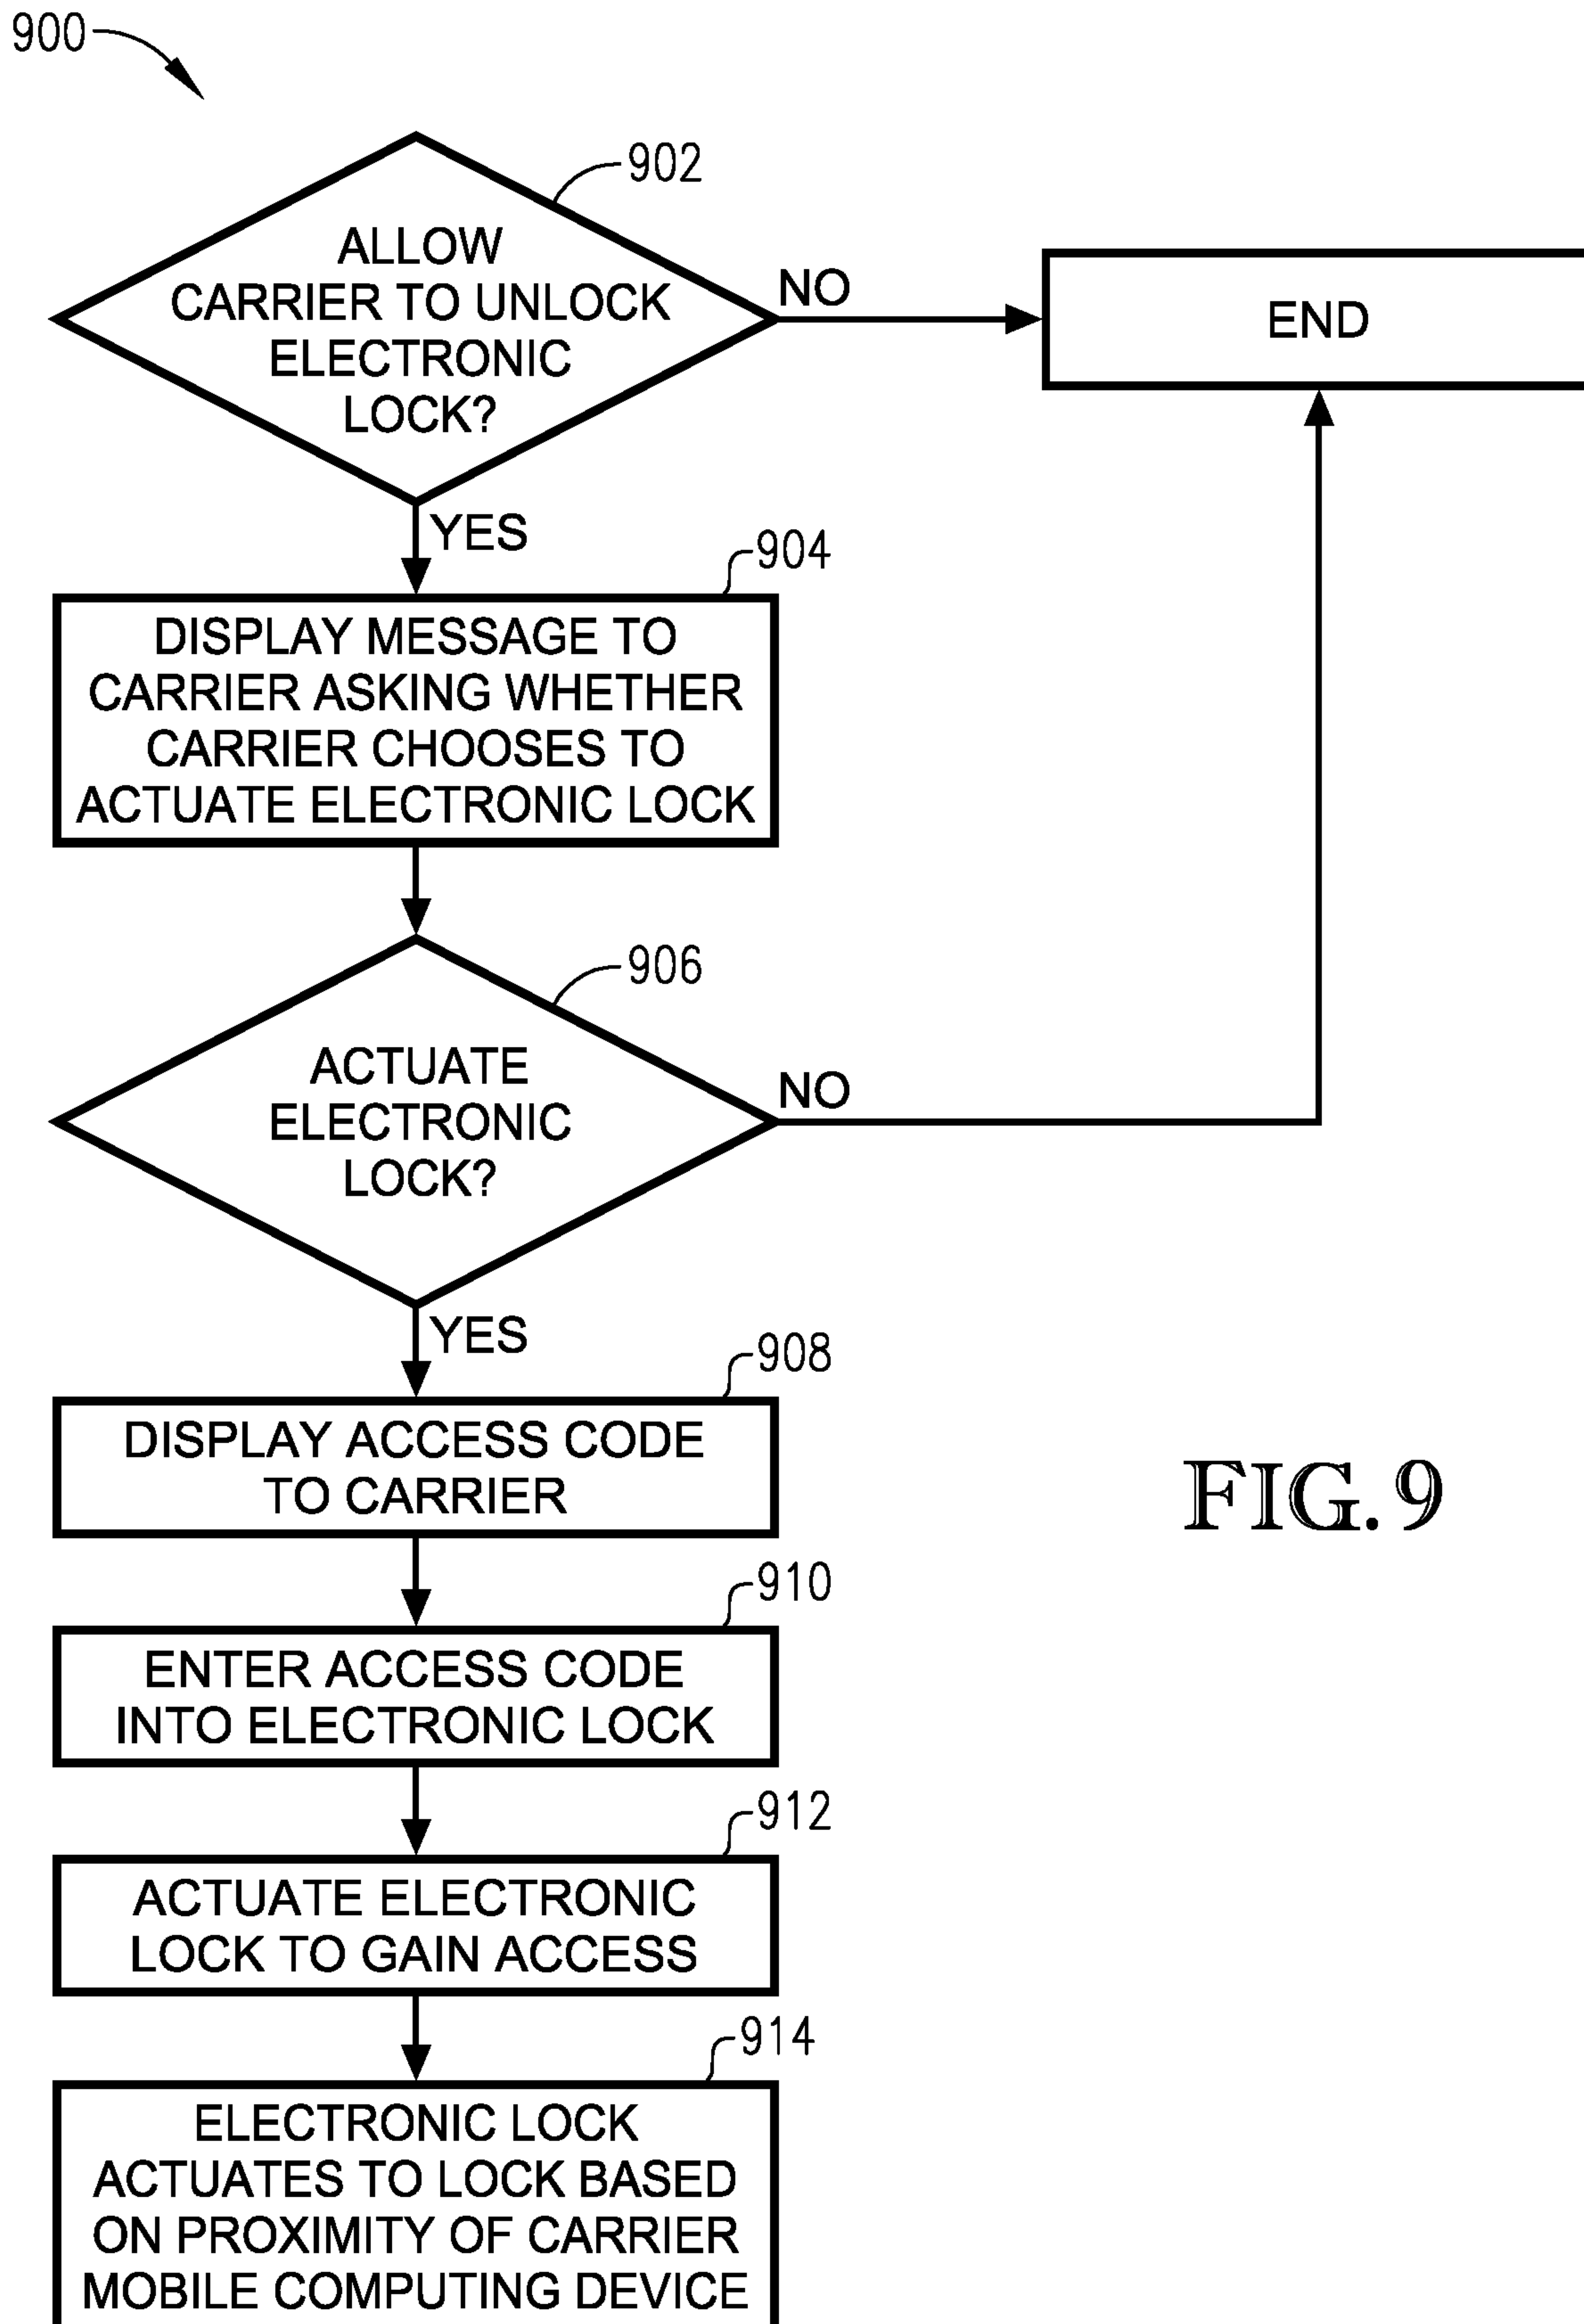 900
902
ALLOW
CARRIER TO UNLOCK
ELECTRONIC
LOCK?
NO
END
YES
904
DISPLAY MESSAGE TO
CARRIER ASKING WHETHER
CARRIER CHOOSES TO
ACTUATE ELECTRONIC LOCK
906
ACTUATE
ELECTRONIC
LOCK?
NO
YES
908
DISPLAY ACCESS CODE
TO CARRIER
FIG. 9
910
ENTER ACCESS CODE
INTO ELECTRONIC LOCK
912
ACTUATE ELECTRONIC
LOCK TO GAIN ACCESS
914
ELECTRONIC LOCK
ACTUATES TO LOCK BASED
ON PROXIMITY OF CARRIER
MOBILE COMPUTING DEVICE